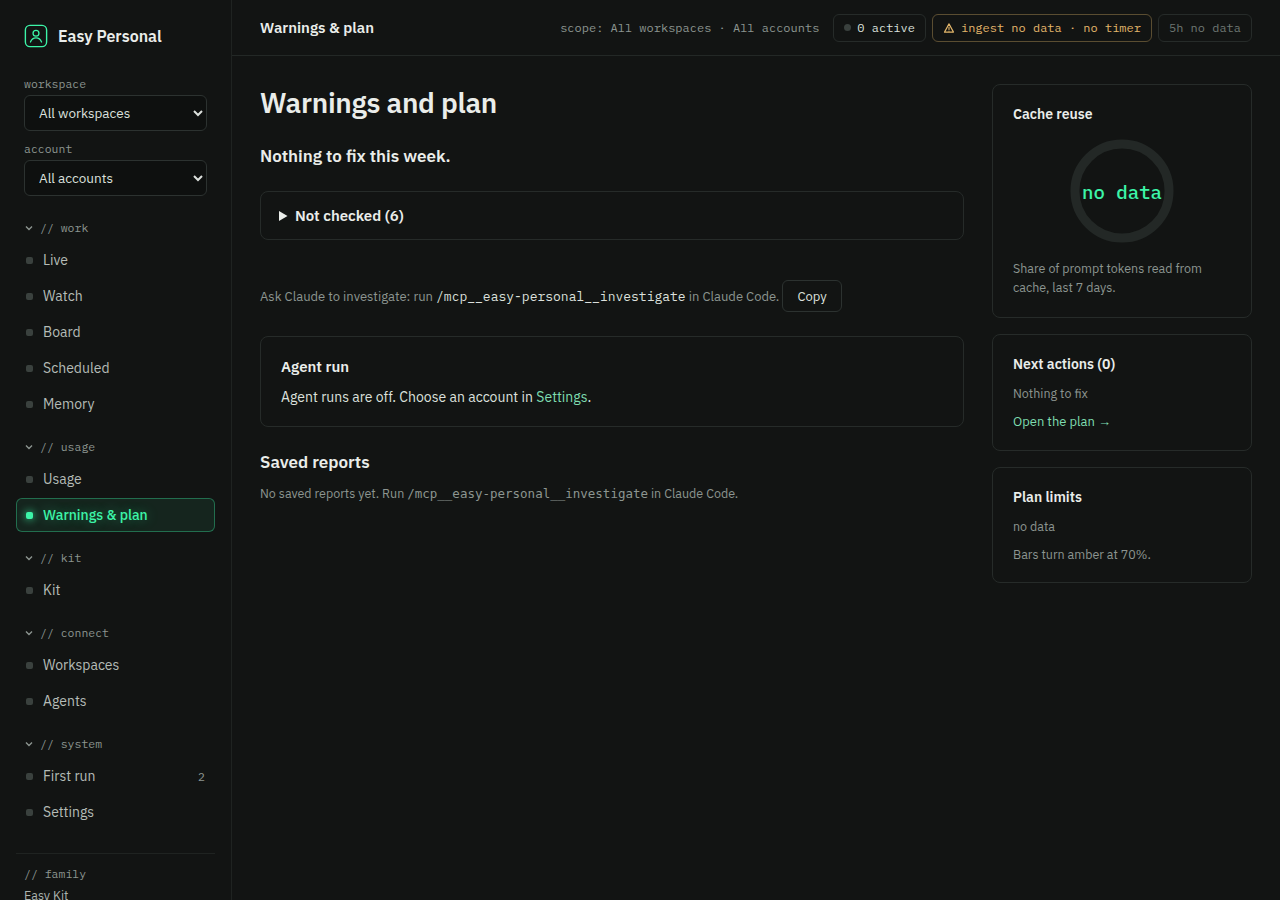 Easy Personal
workspace
All workspaces
account
All accounts
// work
Live
Watch
Board
Scheduled
Memory
// usage
Usage
Warnings & plan
// kit
Kit
// connect
Workspaces
Agents
// system
First run 2
Settings
// family
Easy Kit
Warnings & plan
scope: All workspaces · All accounts
0 active
ingest no data · no timer
5h no data
Warnings and plan
Nothing to fix this week.
Not checked (6)
Ask Claude to investigate: run /mcp__easy-personal__investigate in Claude Code. Copy
Agent run
Agent runs are off. Choose an account in Settings.
Saved reports
No saved reports yet. Run /mcp__easy-personal__investigate in Claude Code.
Cache reuse
no data
Share of prompt tokens read from
cache, last 7 days.
Next actions (0)
Nothing to fix
Open the plan →
Plan limits
no data
Bars turn amber at 70%.